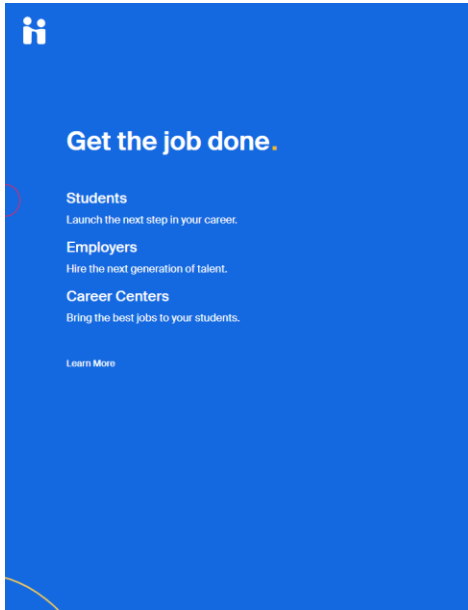 Get the job done.
Students
Launch the next step in your career.
Employers
Hire the next generation of talent.
Career Centers
Bring the best jobs to your students.
Learn More